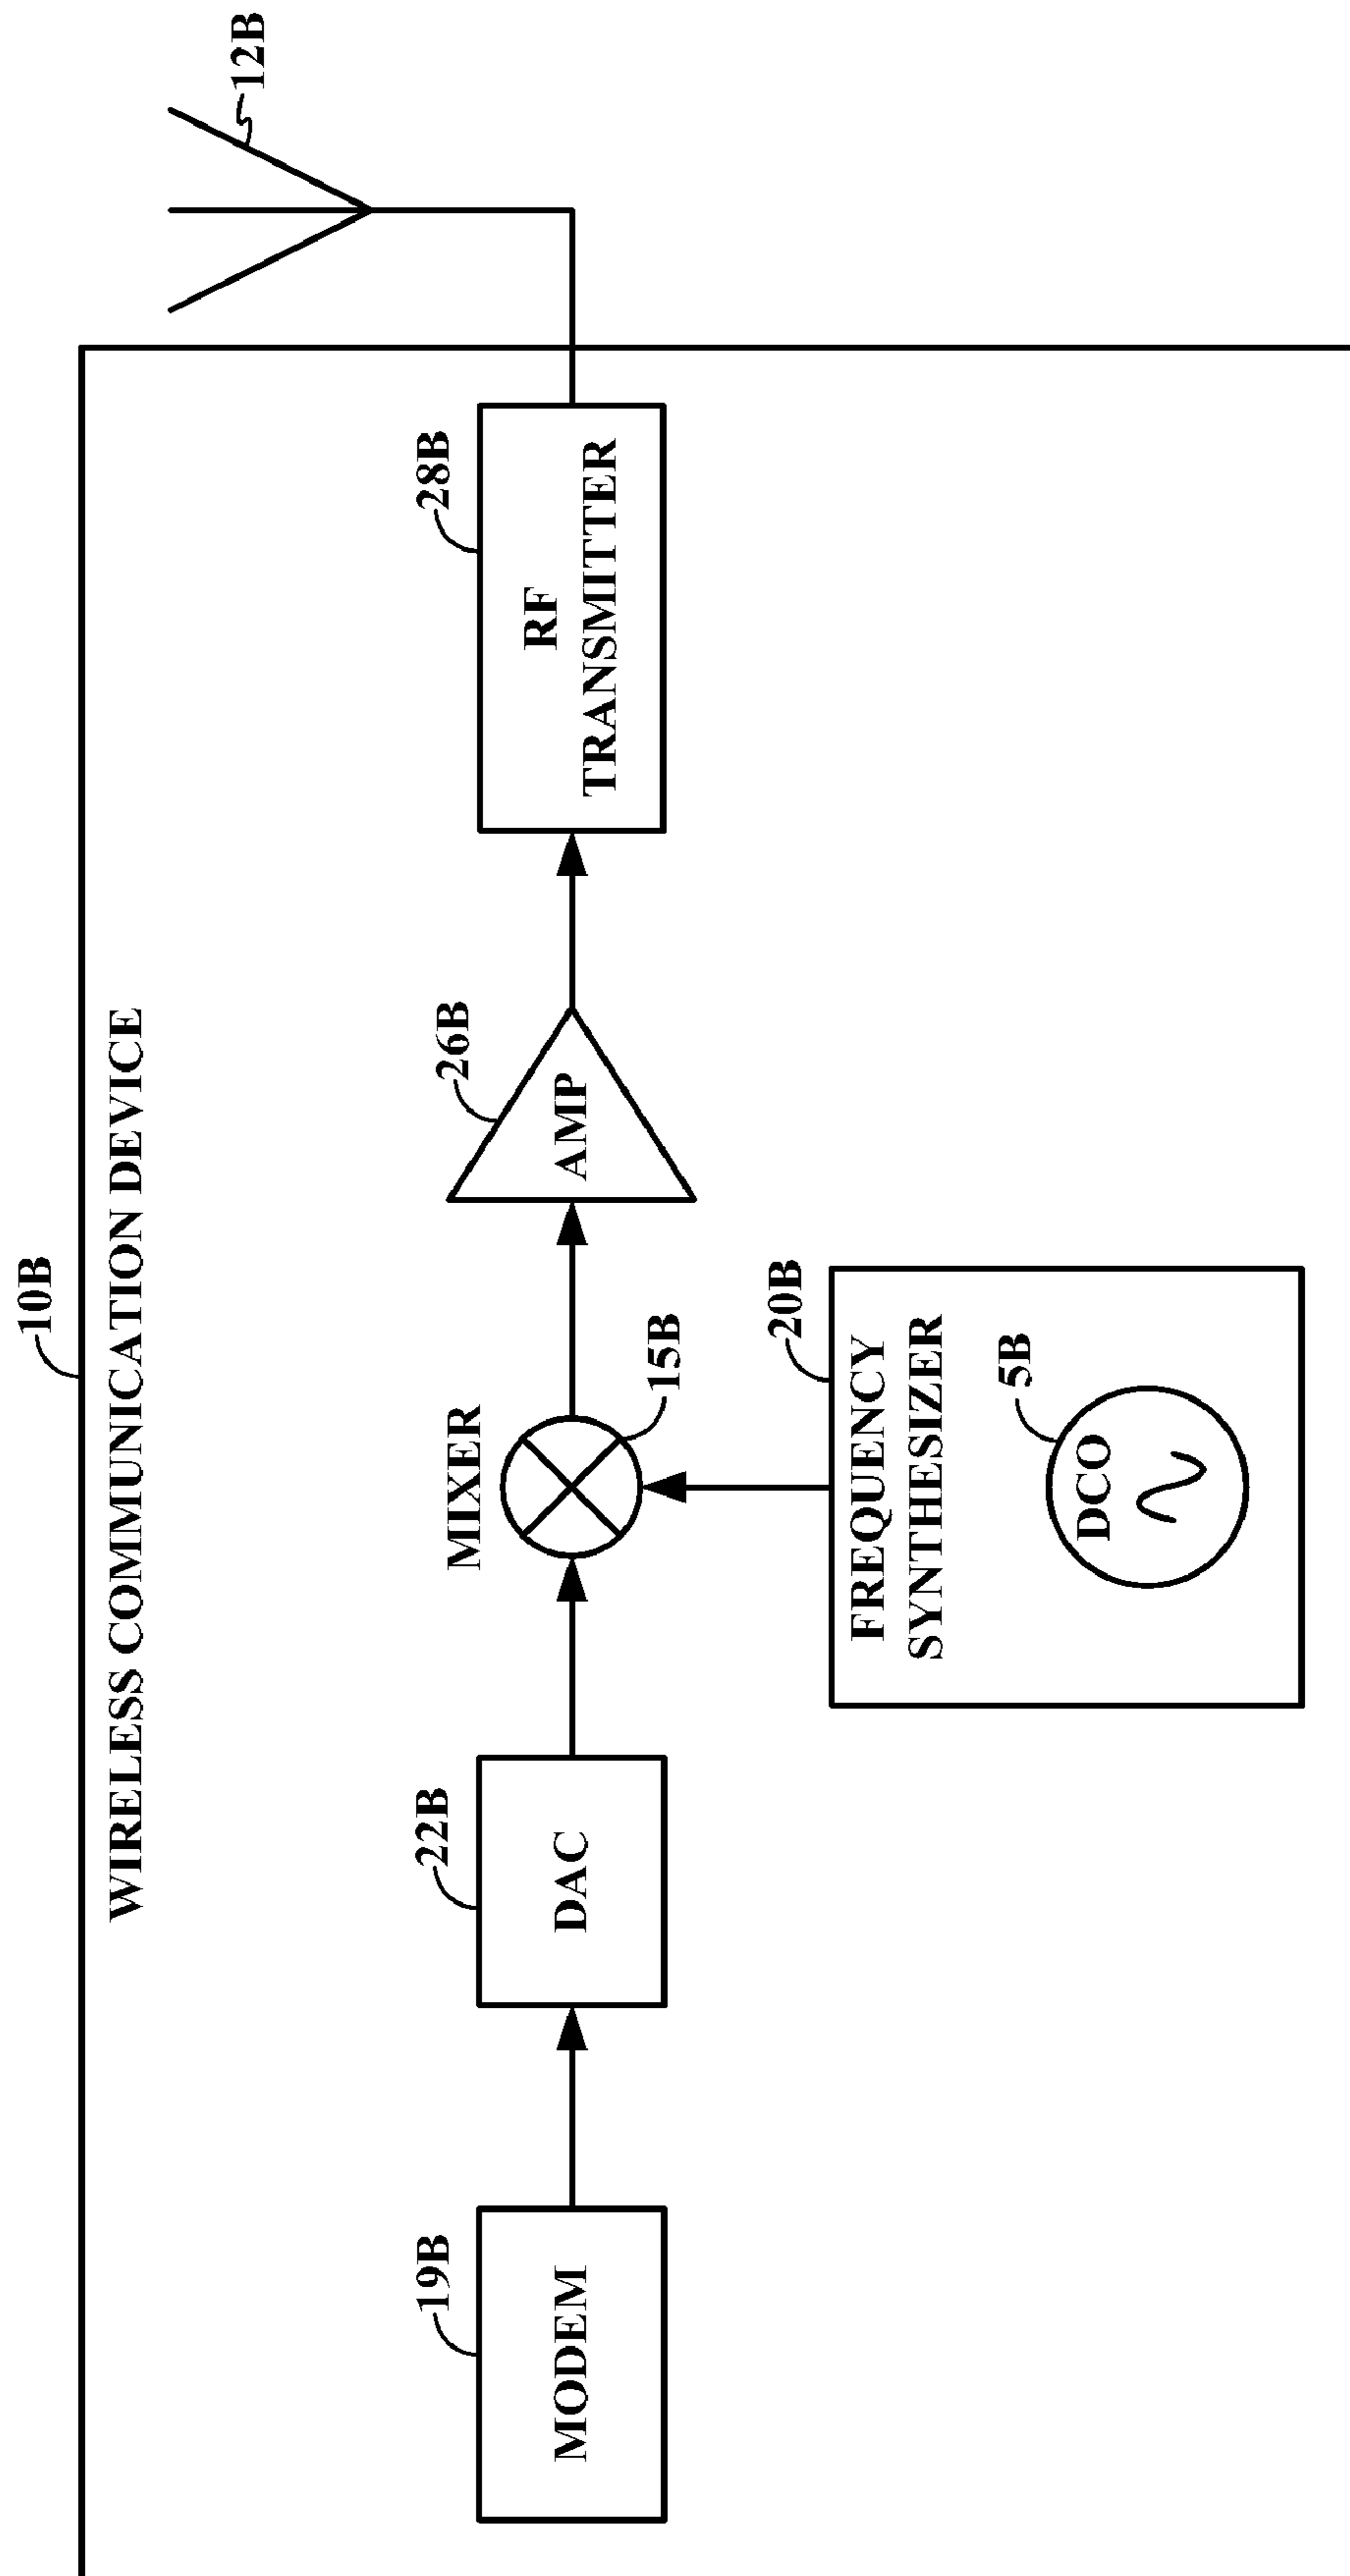 10B
WIRELESS COMMUNICATION DEVICE
12B
19B
MODEM
22B
DAC
MIXER
15B
26B
AMP
28B
RF
TRANSMITTER
20B
FREQUENCY
SYNTHESIZER
5B
DCO